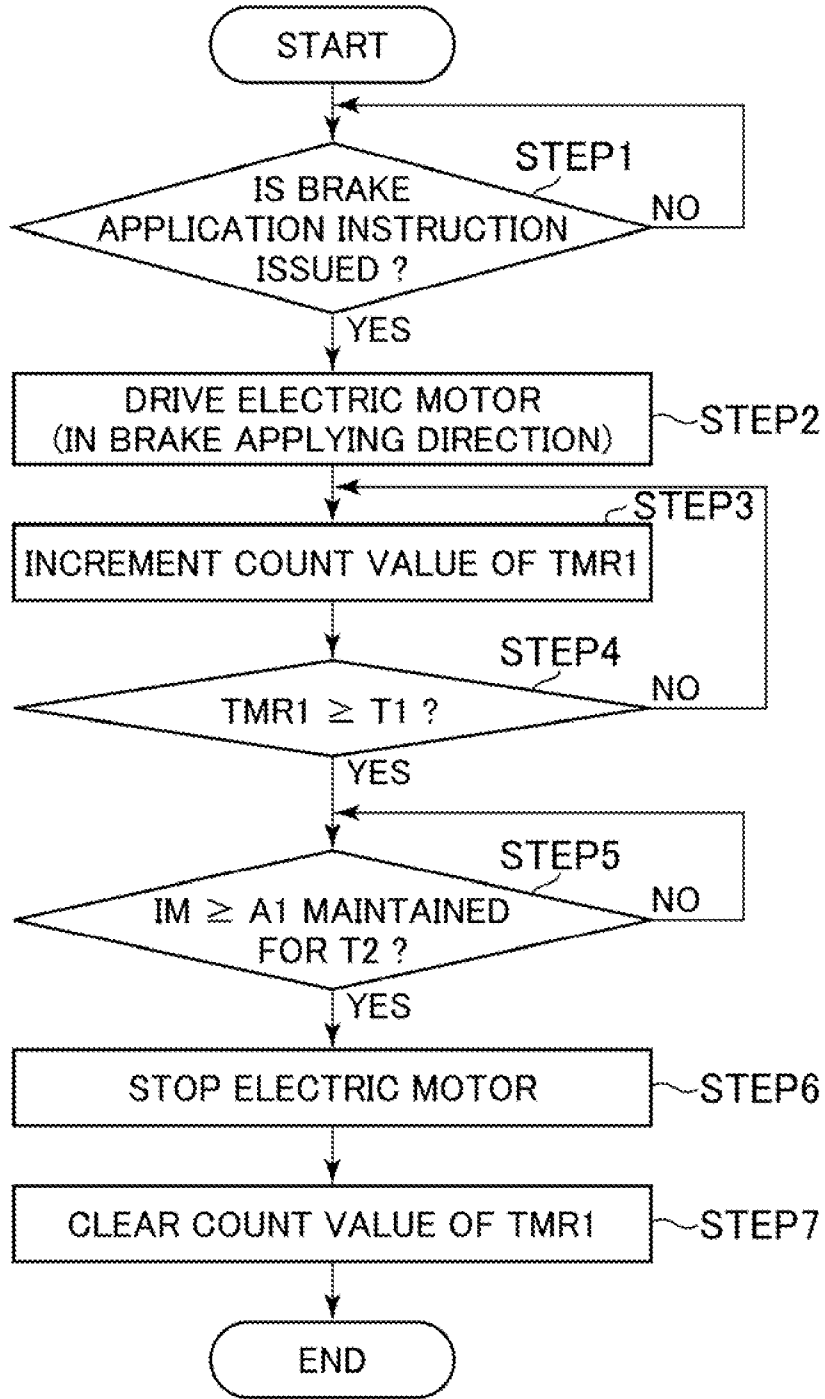 START
STEP1
IS BRAKE
APPLICATION INSTRUCTION
ISSUED ?
NO
YES
DRIVE ELECTRIC MOTOR
(IN BRAKE APPLYING DIRECTION)
STEP2
STEP3
INCREMENT COUNT VALUE OF TMR1
STEP4
TMR1 ≥ T1 ?
NO
YES
STEP5
IM ≥ A1 MAINTAINED
FOR T2 ?
NO
YES
STOP ELECTRIC MOTOR
STEP6
CLEAR COUNT VALUE OF TMR1
STEP7
END